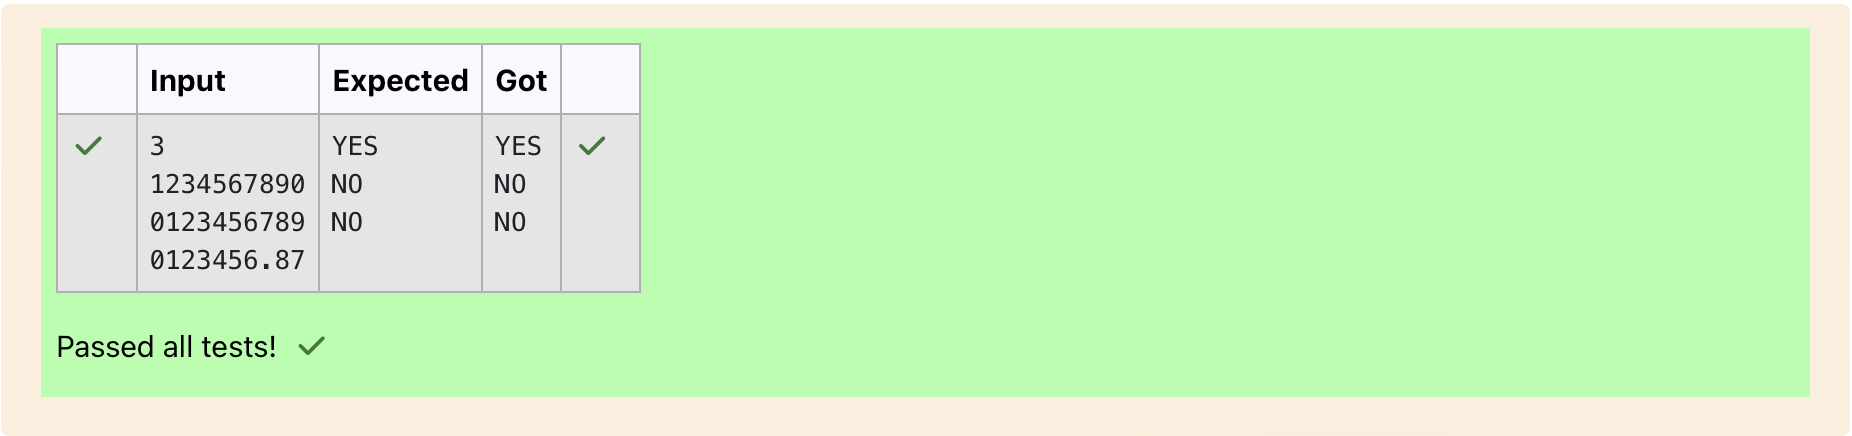 Input Expected Got
3 YES YES
1234567890 NO NO
0123456789 NO NO
0123456.87
Passed all tests!